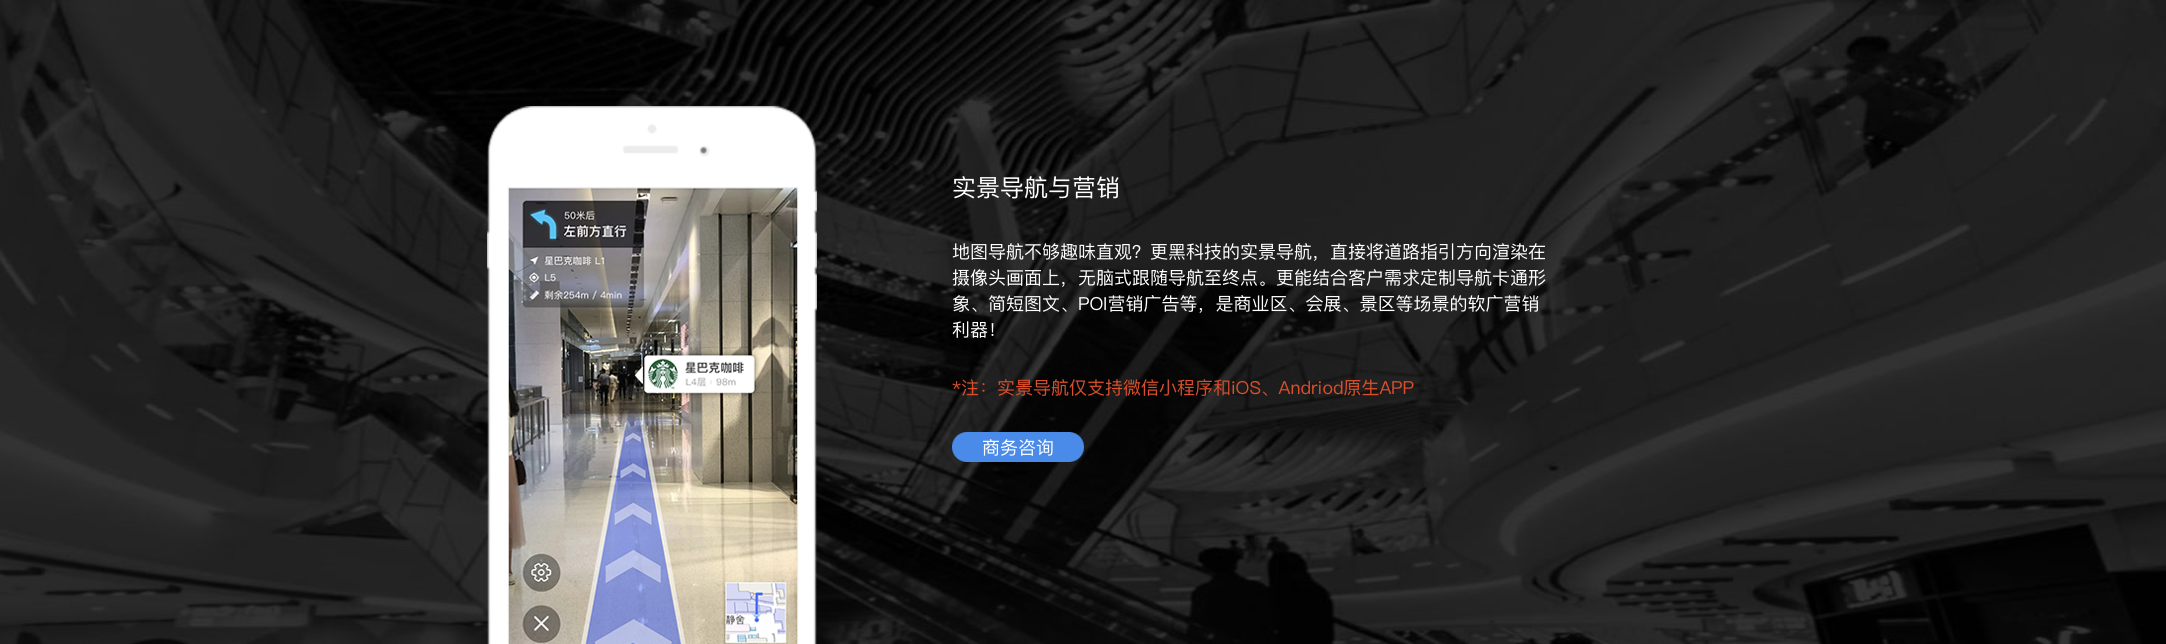 50米后
左前方直行
星巴克咖啡 L1
L5
剩余254m / 4min
星巴克咖啡
L4层 | 98m
静舍
实景导航与营销
地图导航不够趣味直观？更黑科技的实景导航，直接将道路指引方向渲染在
摄像头画面上，无脑式跟随导航至终点。更能结合客户需求定制导航卡通形
象、简短图文、POI营销广告等，是商业区、会展、景区等场景的软广营销
利器！
*注：实景导航仅支持微信小程序和iOS、Andriod原生APP
商务咨询